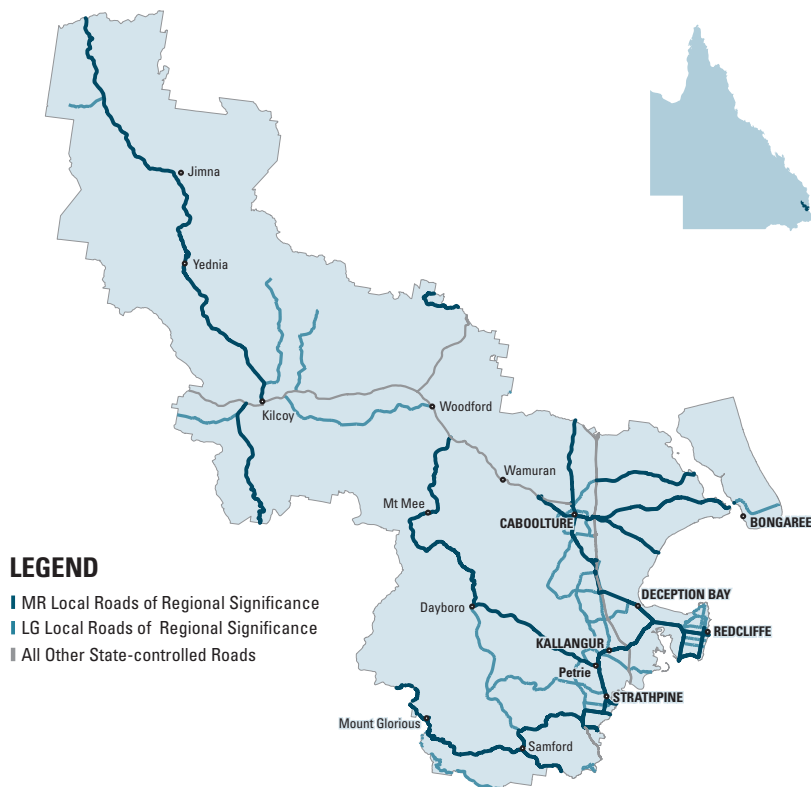 Jimna
Yednia
Kilcoy
Woodford
Wamuran
Mt Mee
CABOOLTURE
BONGAREE
LEGEND
MR Local Roads of Regional Significance
LG Local Roads of Regional Significance
All Other State-controlled Roads
DECEPTION BAY
Dayboro
REDCLIFFE
KALLANGUR
Petrie
STRATHPINE
Mount Glorious
Samford